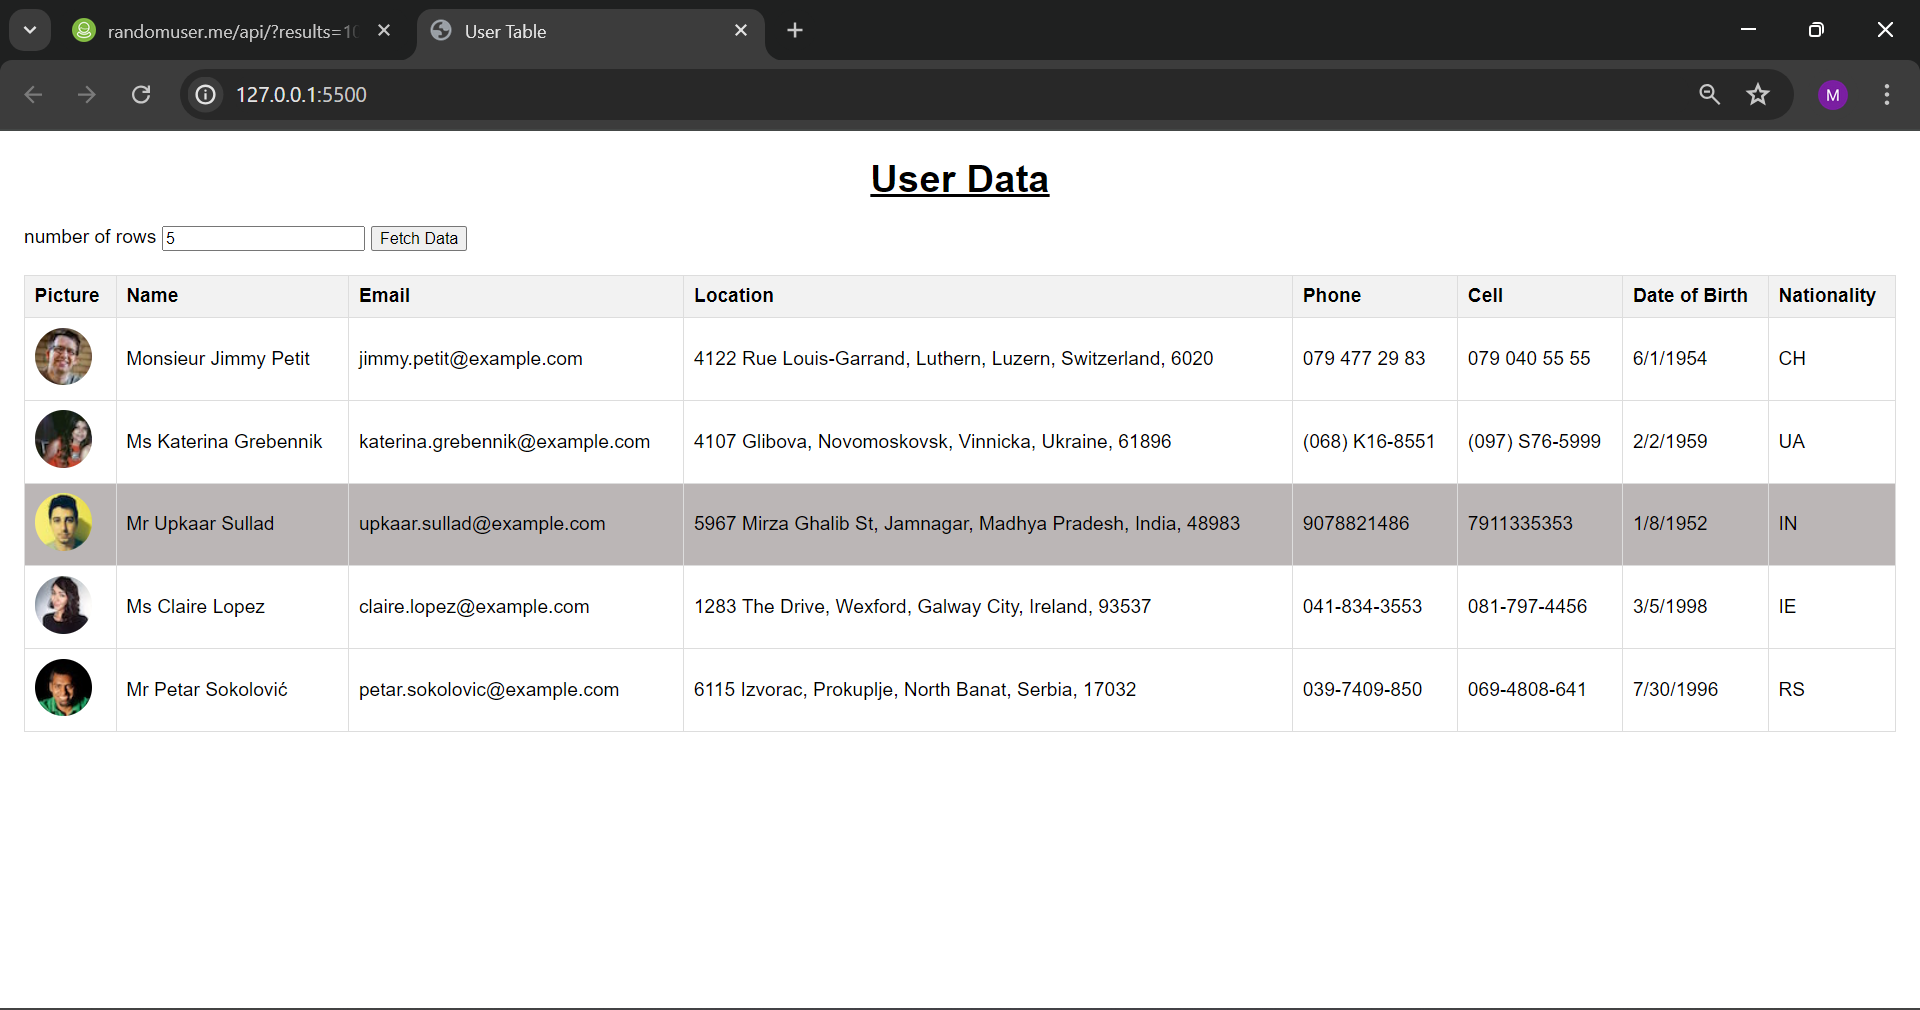 randomuser.me/api/?results=10
User Table
127.0.0.1:5500
M
User Data
number of rows 5 Fetch Data
Picture Name Email Location Phone Cell Date of Birth Nationality
Monsieur Jimmy Petit jimmy.petit@example.com 4122 Rue Louis-Garrand, Luthern, Luzern, Switzerland, 6020 079 477 29 83 079 040 55 55 6/1/1954 CH
Ms Katerina Grebennik katerina.grebennik@example.com 4107 Glibova, Novomoskovsk, Vinnicka, Ukraine, 61896 (068) K16-8551 (097) S76-5999 2/2/1959 UA
Mr Upkaar Sullad upkaar.sullad@example.com 5967 Mirza Ghalib St, Jamnagar, Madhya Pradesh, India, 48983 9078821486 7911335353 1/8/1952 IN
Ms Claire Lopez claire.lopez@example.com 1283 The Drive, Wexford, Galway City, Ireland, 93537 041-834-3553 081-797-4456 3/5/1998 IE
Mr Petar Sokolović petar.sokolovic@example.com 6115 Izvorac, Prokuplje, North Banat, Serbia, 17032 039-7409-850 069-4808-641 7/30/1996 RS